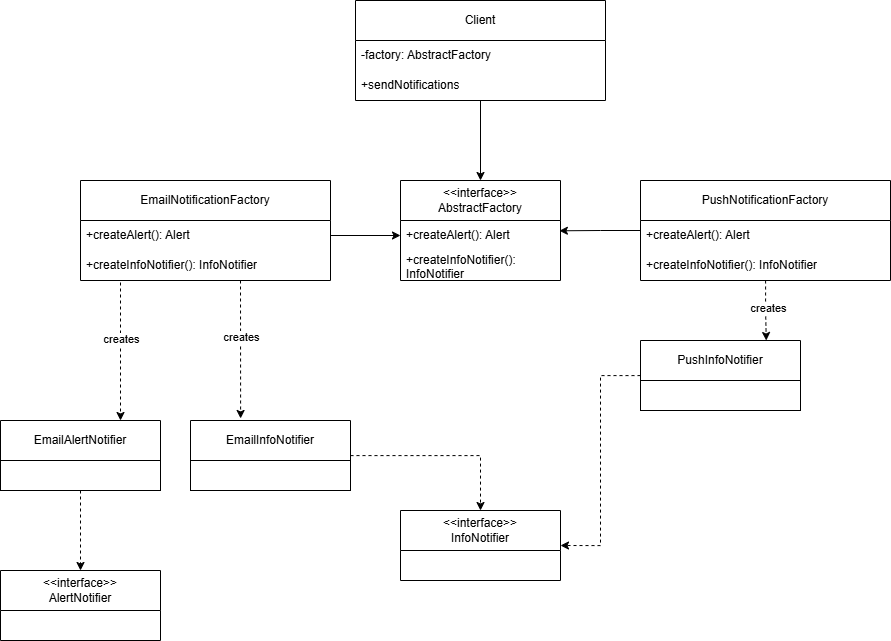 Client
-factory: AbstractFactory
+sendNotifications
EmailNotificationFactory
+createAlert(): Alert
+createInfoNotifier(): InfoNotifier
<<interface>>
AbstractFactory
+createAlert(): Alert
+createInfoNotifier():
InfoNotifier
PushNotificationFactory
+createAlert(): Alert
+createInfoNotifier(): InfoNotifier
creates
creates
creates
PushInfoNotifier
EmailAlertNotifier
EmailInfoNotifier
<<interface>>
InfoNotifier
<<interface>>
AlertNotifier